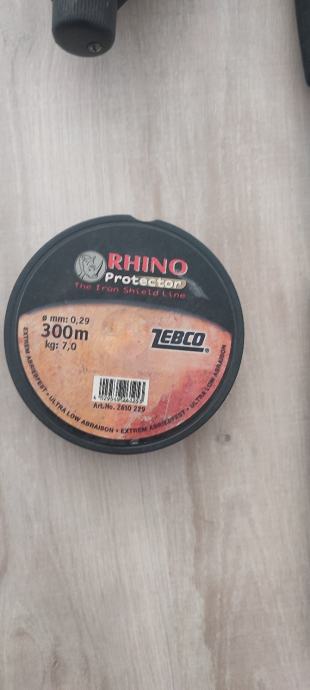 RHINO
Protector
The Iron Shield Line
ø mm: 0,29
300m
kg: 7,0
ZEBCO®
Art.No. 2610 229
EXTREM ABRIEBFEST • ULTRA LOW ABRAISON • EXTREM ABRIEBFEST • ULTRA LOW ABRAISON